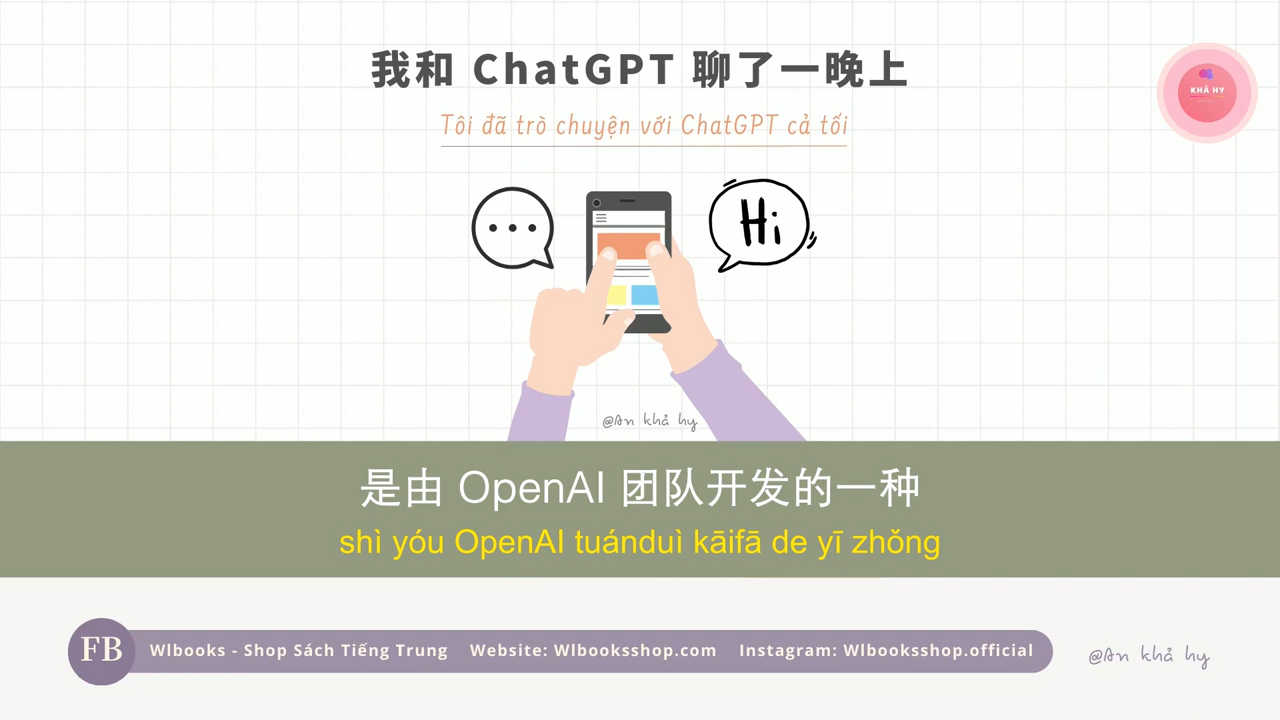 我和 ChatGPT 聊了一晚上
Tôi đã trò chuyện với ChatGPT cả tối
KHẢ HY
Hi
@An khả hy
是由 OpenAI 团队开发的一种
shì yóu OpenAI tuánduì kāifā de yī zhǒng
FB Wlbooks - Shop Sách Tiếng Trung Website: Wlbooksshop.com Instagram: Wlbooksshop.official
@An khả hy